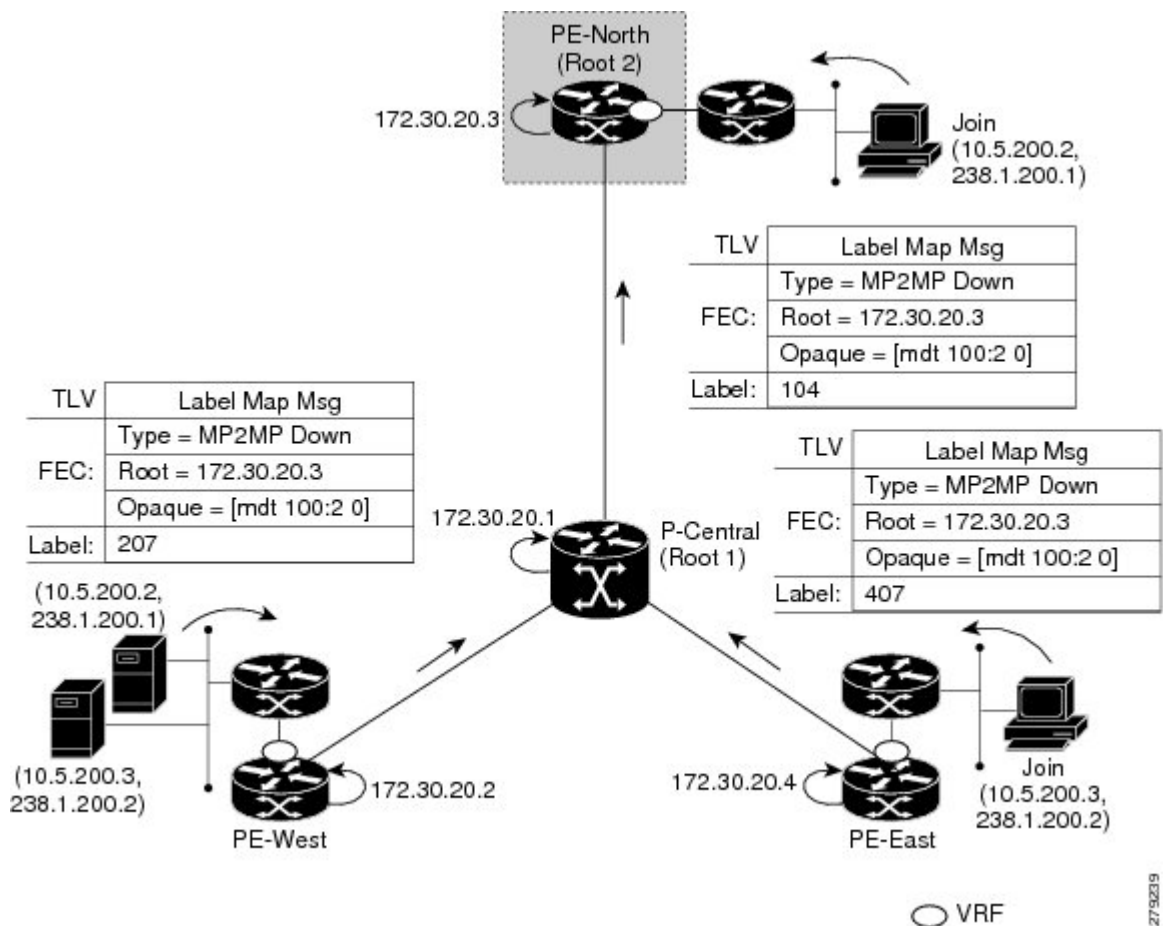 PE-North
(Root 2)
172.30.20.3
Join
(10.5.200.2,
238.1.200.1)
TLV
Label Map Msg
Type = MP2MP Down
FEC:
Root = 172.30.20.3
Opaque = [mdt 100:2 0]
Label:
104
TLV
Label Map Msg
Type = MP2MP Down
FEC:
Root = 172.30.20.3
Opaque = [mdt 100:2 0]
Label:
207
TLV
Label Map Msg
Type = MP2MP Down
FEC:
Root = 172.30.20.3
Opaque = [mdt 100:2 0]
Label:
407
172.30.20.1
P-Central
(Root 1)
(10.5.200.2,
238.1.200.1)
(10.5.200.3,
238.1.200.2)
172.30.20.2
PE-West
172.30.20.4
PE-East
Join
(10.5.200.3,
238.1.200.2)
VRF
279239